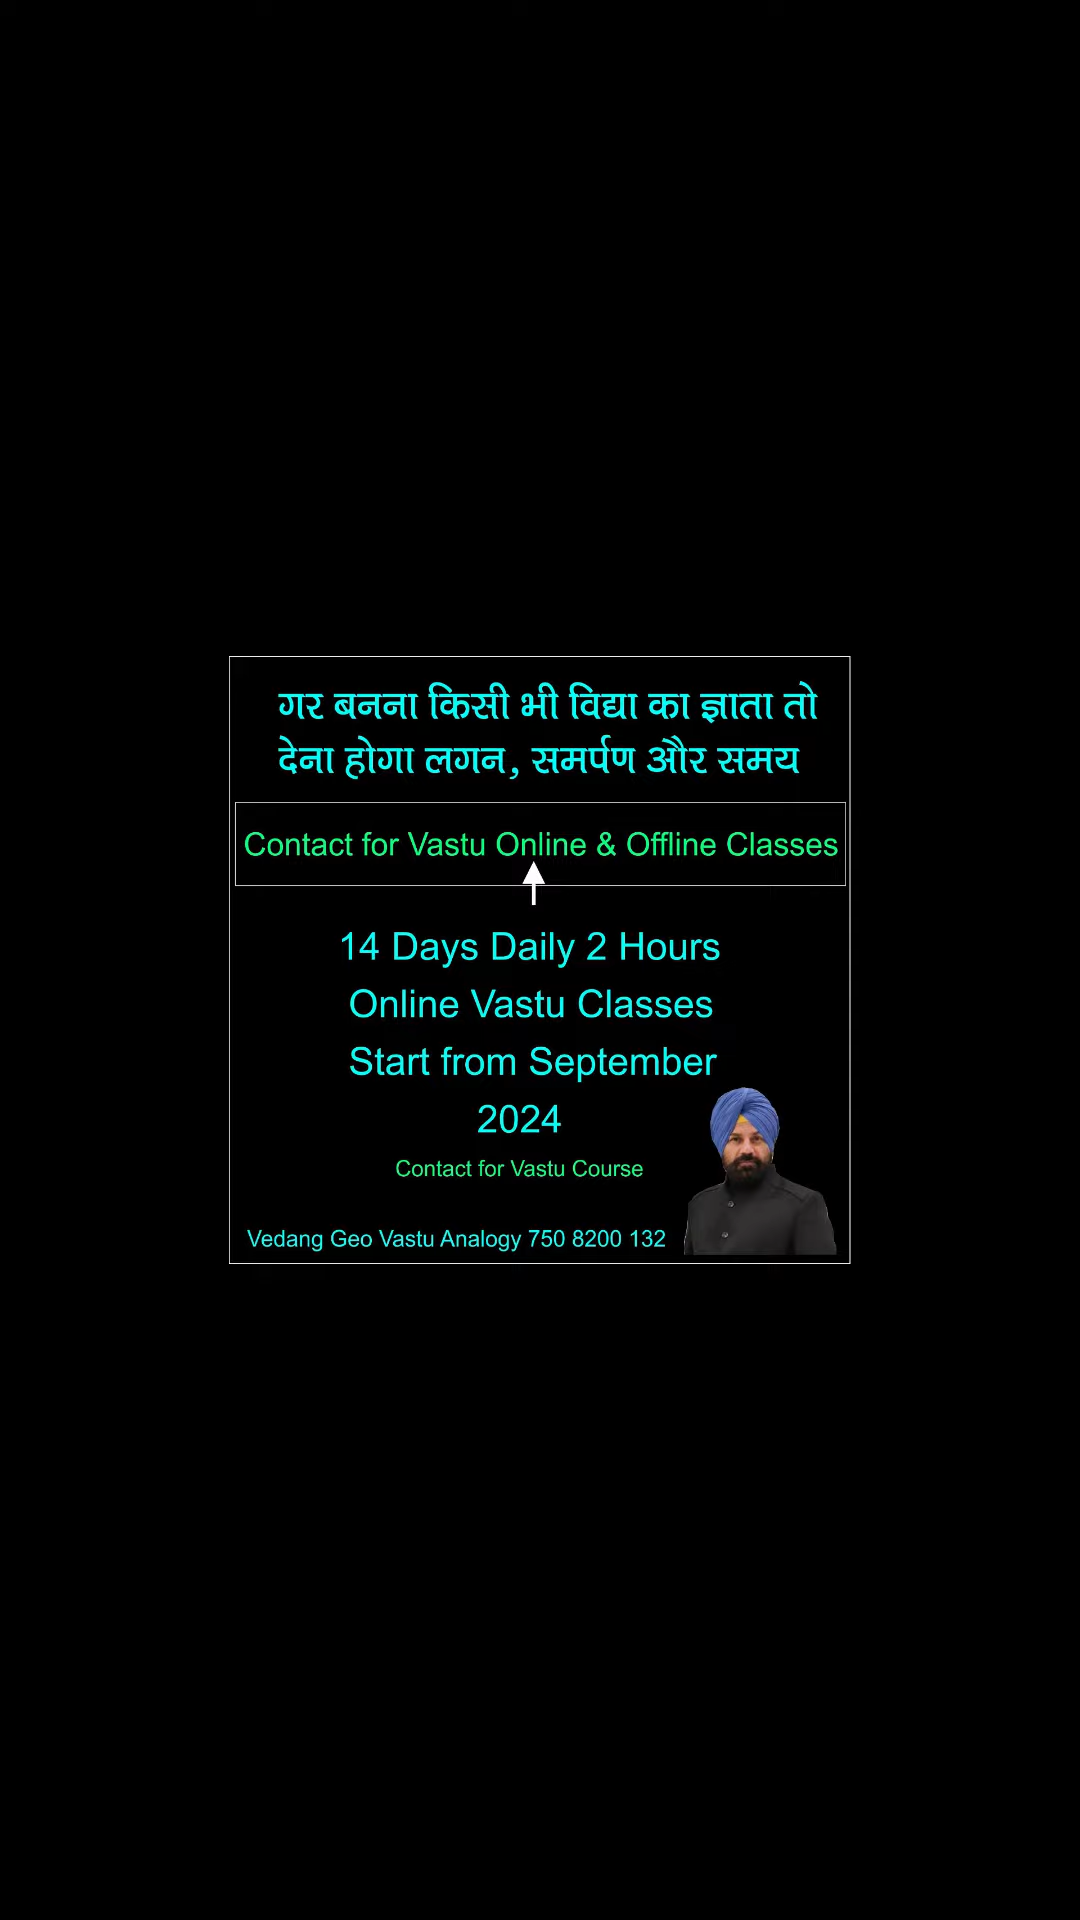 गर बनना किसी भी विद्या का ज्ञाता तो
देना होगा लगन, समर्पण और समय
Contact for Vastu Online & Offline Classes
14 Days Daily 2 Hours
Online Vastu Classes
Start from September
2024
Contact for Vastu Course
Vedang Geo Vastu Analogy 750 8200 132